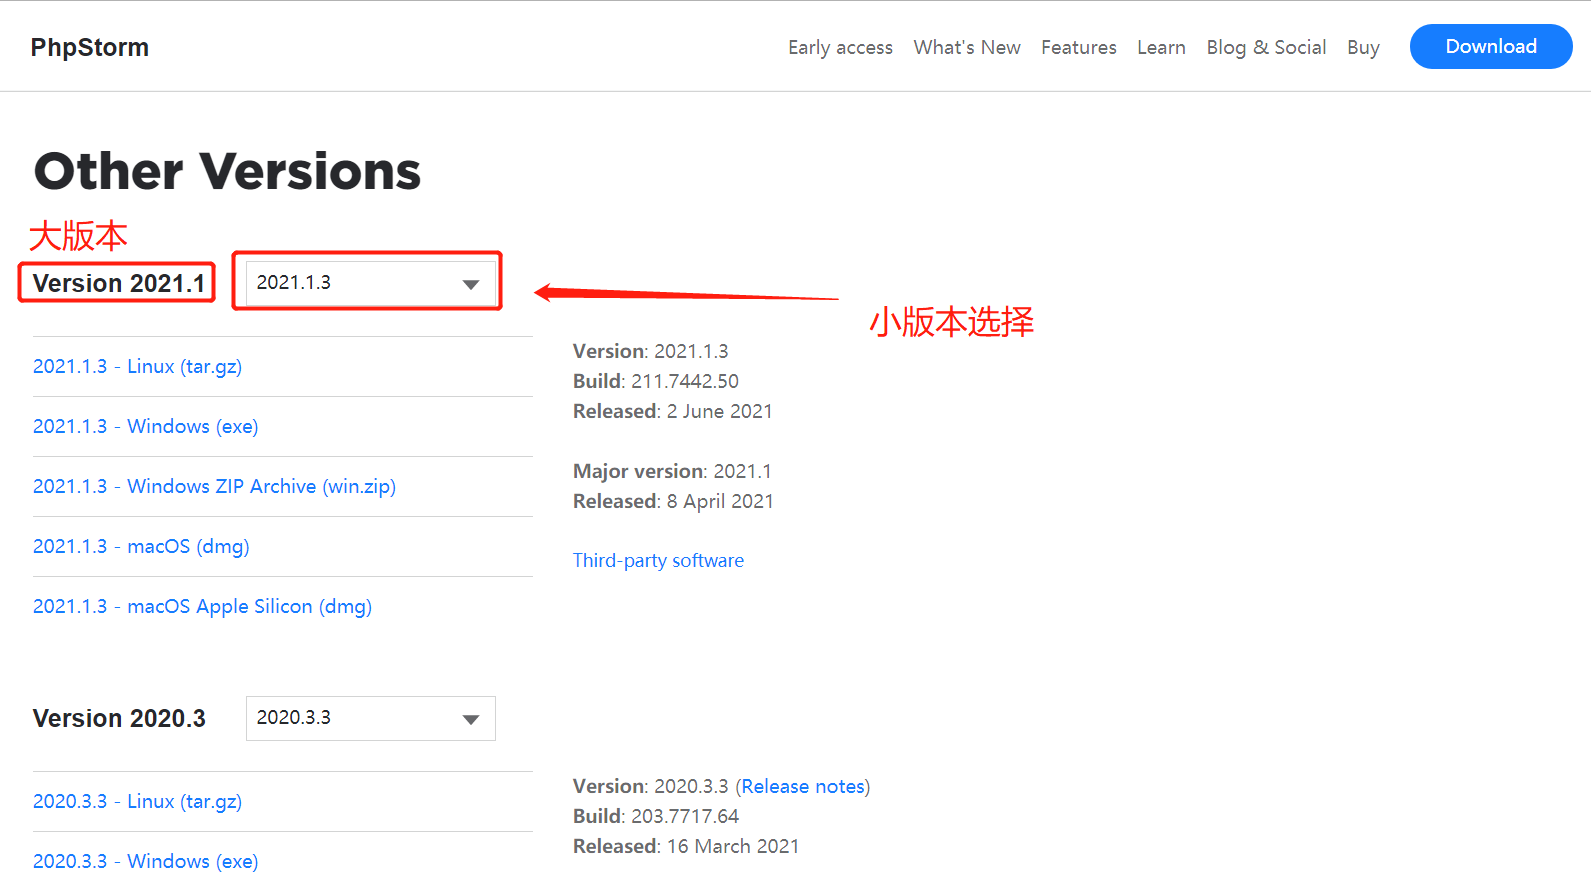 PhpStorm
Early access What's New Features Learn Blog & Social Buy Download
Other Versions
大版本
Version 2021.1
2021.1.3
小版本选择
2021.1.3 - Linux (tar.gz)
2021.1.3 - Windows (exe)
2021.1.3 - Windows ZIP Archive (win.zip)
2021.1.3 - macOS (dmg)
2021.1.3 - macOS Apple Silicon (dmg)
Version: 2021.1.3
Build: 211.7442.50
Released: 2 June 2021
Major version: 2021.1
Released: 8 April 2021
Third-party software
Version 2020.3
2020.3.3
2020.3.3 - Linux (tar.gz)
2020.3.3 - Windows (exe)
Version: 2020.3.3 (Release notes)
Build: 203.7717.64
Released: 16 March 2021